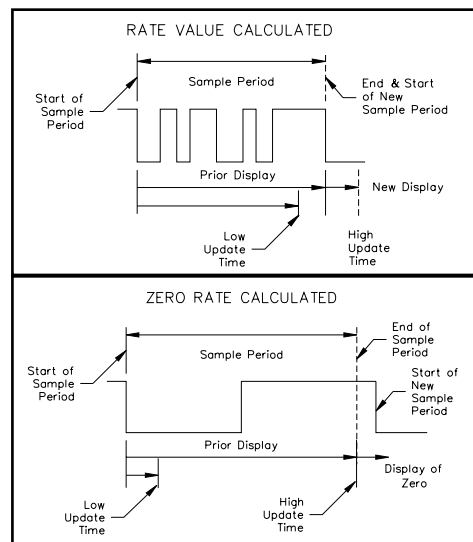 RATE VALUE CALCULATED
Sample Period
Start of
Sample
Period
End & Start
of New
Sample Period
Prior Display
New Display
Low
Update
Time
High
Update
Time
ZERO RATE CALCULATED
Sample Period
Start of
Sample
Period
End of
Sample
Period
Start of
New
Sample
Period
Prior Display
Display of
Zero
Low
Update
Time
High
Update
Time